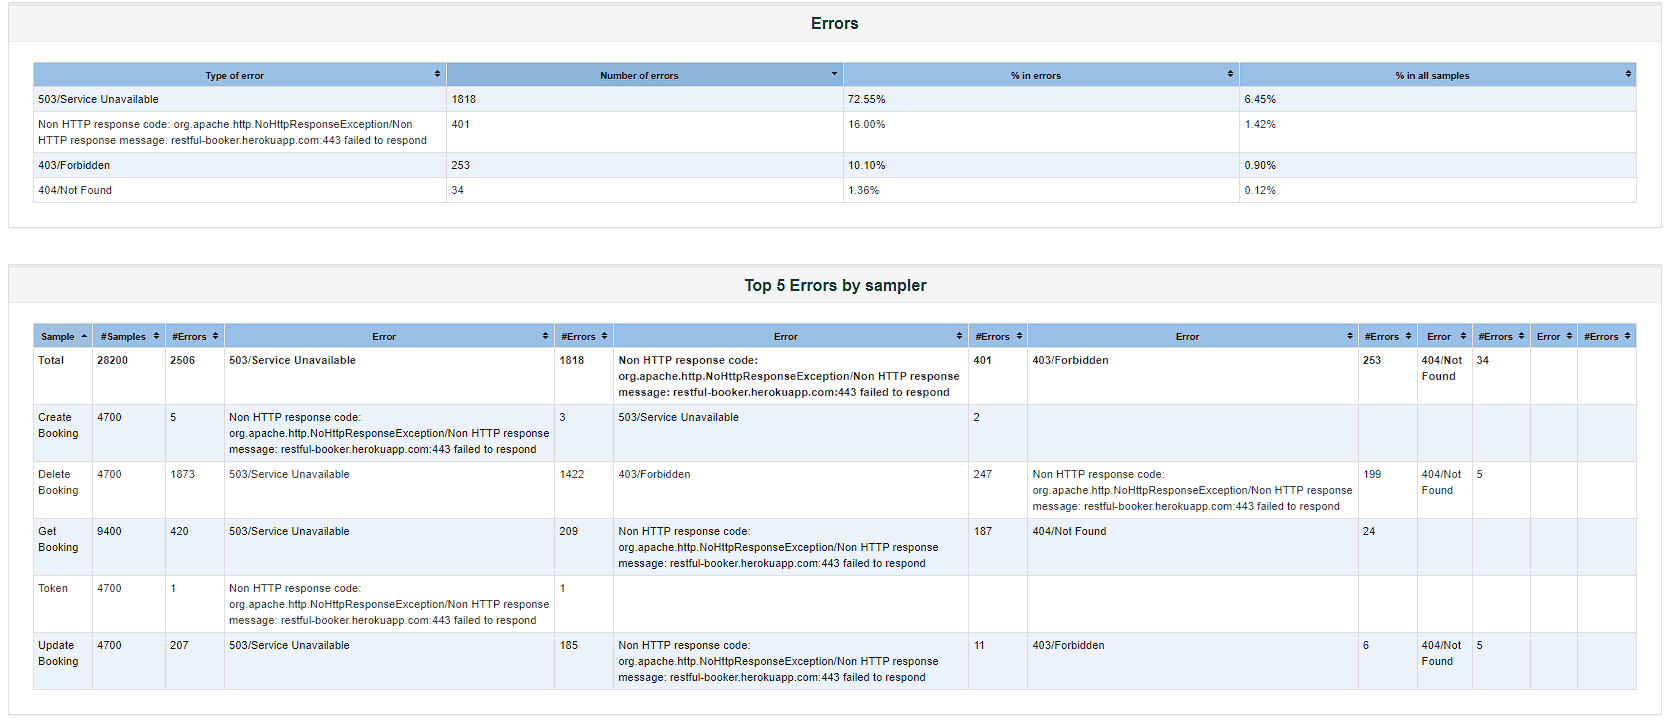 Errors
Type of error Number of errors % in errors % in all samples
503/Service Unavailable 1818 72.55% 6.45%
Non HTTP response code: org.apache.http.NoHttpResponseException/Non
HTTP response message: restful-booker.herokuapp.com:443 failed to respond
401 16.00% 1.42%
403/Forbidden 253 10.10% 0.90%
404/Not Found 34 1.36% 0.12%
Top 5 Errors by sampler
Sample #Samples #Errors Error #Errors Error #Errors Error #Errors Error #Errors Error #Errors
Total 28200 2506 503/Service Unavailable 1818
Non HTTP response code:
org.apache.http.NoHttpResponseException/Non HTTP response
message: restful-booker.herokuapp.com:443 failed to respond
401 403/Forbidden 253
404/Not
Found
34
Create
Booking
4700 5
Non HTTP response code:
org.apache.http.NoHttpResponseException/Non HTTP response
message: restful-booker.herokuapp.com:443 failed to respond
3 503/Service Unavailable 2
Delete
Booking
4700 1873 503/Service Unavailable 1422 403/Forbidden 247
Non HTTP response code:
org.apache.http.NoHttpResponseException/Non HTTP response
message: restful-booker.herokuapp.com:443 failed to respond
199
404/Not
Found
5
Get
Booking
9400 420 503/Service Unavailable 209
Non HTTP response code:
org.apache.http.NoHttpResponseException/Non HTTP response
message: restful-booker.herokuapp.com:443 failed to respond
187 404/Not Found 24
Token 4700 1
Non HTTP response code:
org.apache.http.NoHttpResponseException/Non HTTP response
message: restful-booker.herokuapp.com:443 failed to respond
1
Update
Booking
4700 207 503/Service Unavailable 185
Non HTTP response code:
org.apache.http.NoHttpResponseException/Non HTTP response
message: restful-booker.herokuapp.com:443 failed to respond
11 403/Forbidden 6
404/Not
Found
5